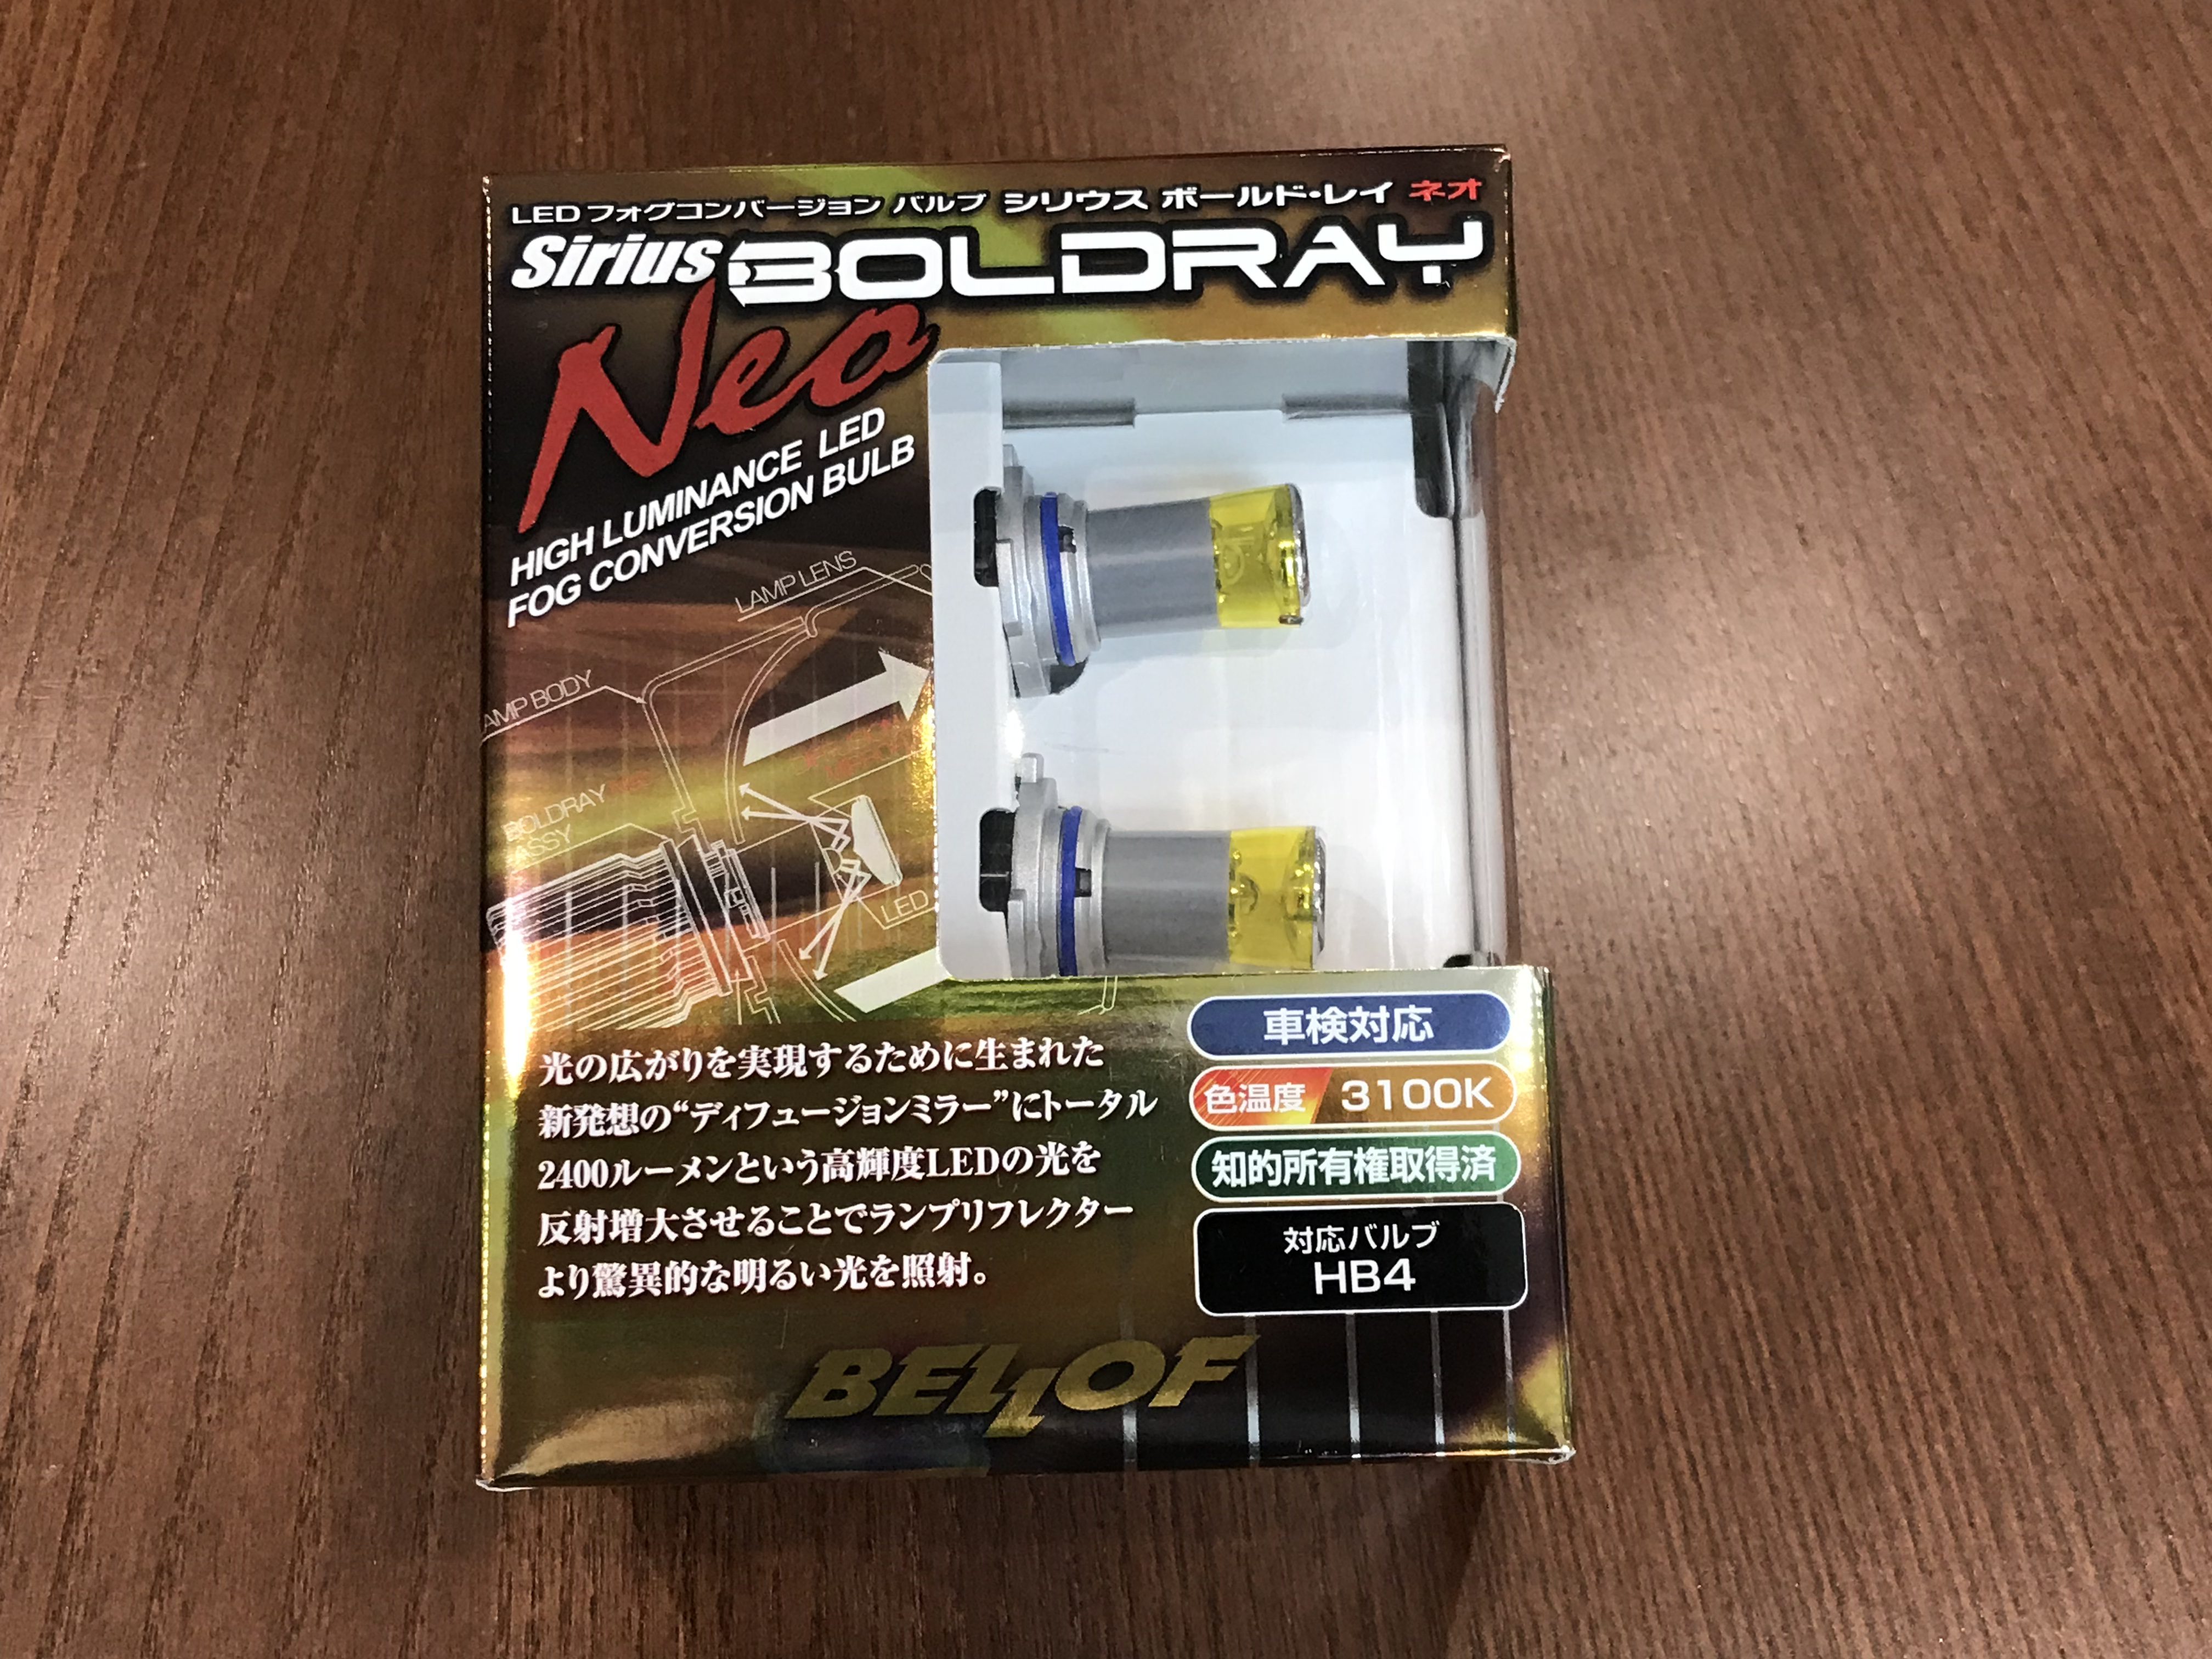 LED フォグコンバージョン バルブ シリウス ボールド・レイ ネオ
Sirius BOLDRAY
Neo
HIGH LUMINANCE LED
FOG CONVERSION BULB
LAMP LENS
AMP BODY
BOLDRAY
ASSY
LED
光の広がりを実現するために生まれた
新発想の“ディフュージョンミラー”にトータル
2400ルーメンという高輝度LEDの光を
反射増大させることでランプリフレクター
より驚異的な明るい光を照射。
車検対応
色温度 3100K
知的所有権取得済
対応バルブ
HB4
BELLOF